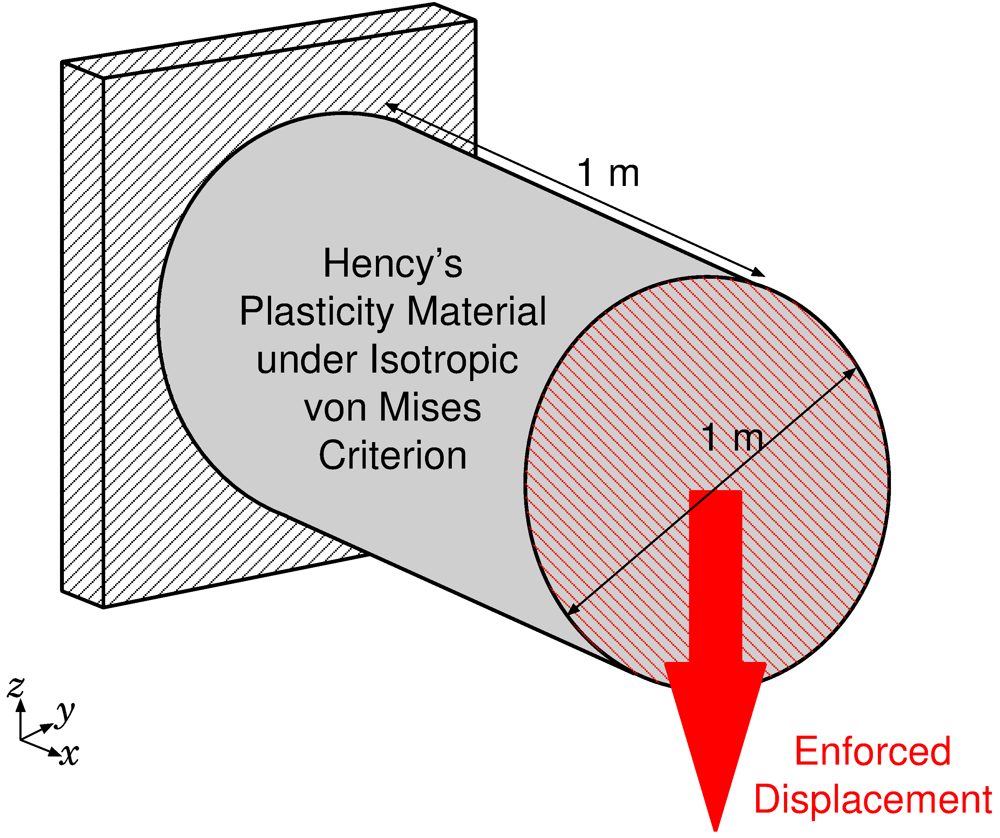 1 m
Hency's
Plasticity Material
under Isotropic
von Mises
Criterion
1 m
z
y
x
Enforced
Displacement